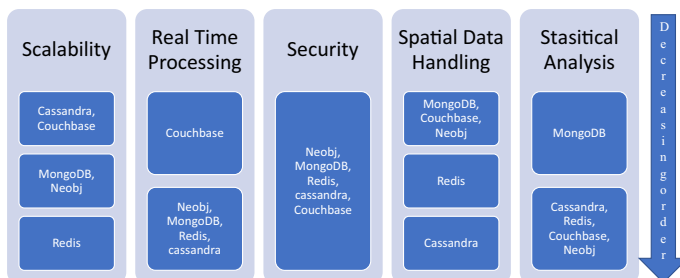 Scalability
Cassandra,
Couchbase
MongoDB,
Neobj
Redis
Real Time
Processing
Couchbase
Neobj,
MongoDB,
Redis,
cassandra
Security
Neobj,
MongoDB,
Redis,
cassandra,
Couchbase
Spatial Data
Handling
MongoDB,
Couchbase,
Neobj
Redis
Cassandra
Stasitical
Analysis
MongoDB
Cassandra,
Redis,
Couchbase,
Neobj
Decreasingorder